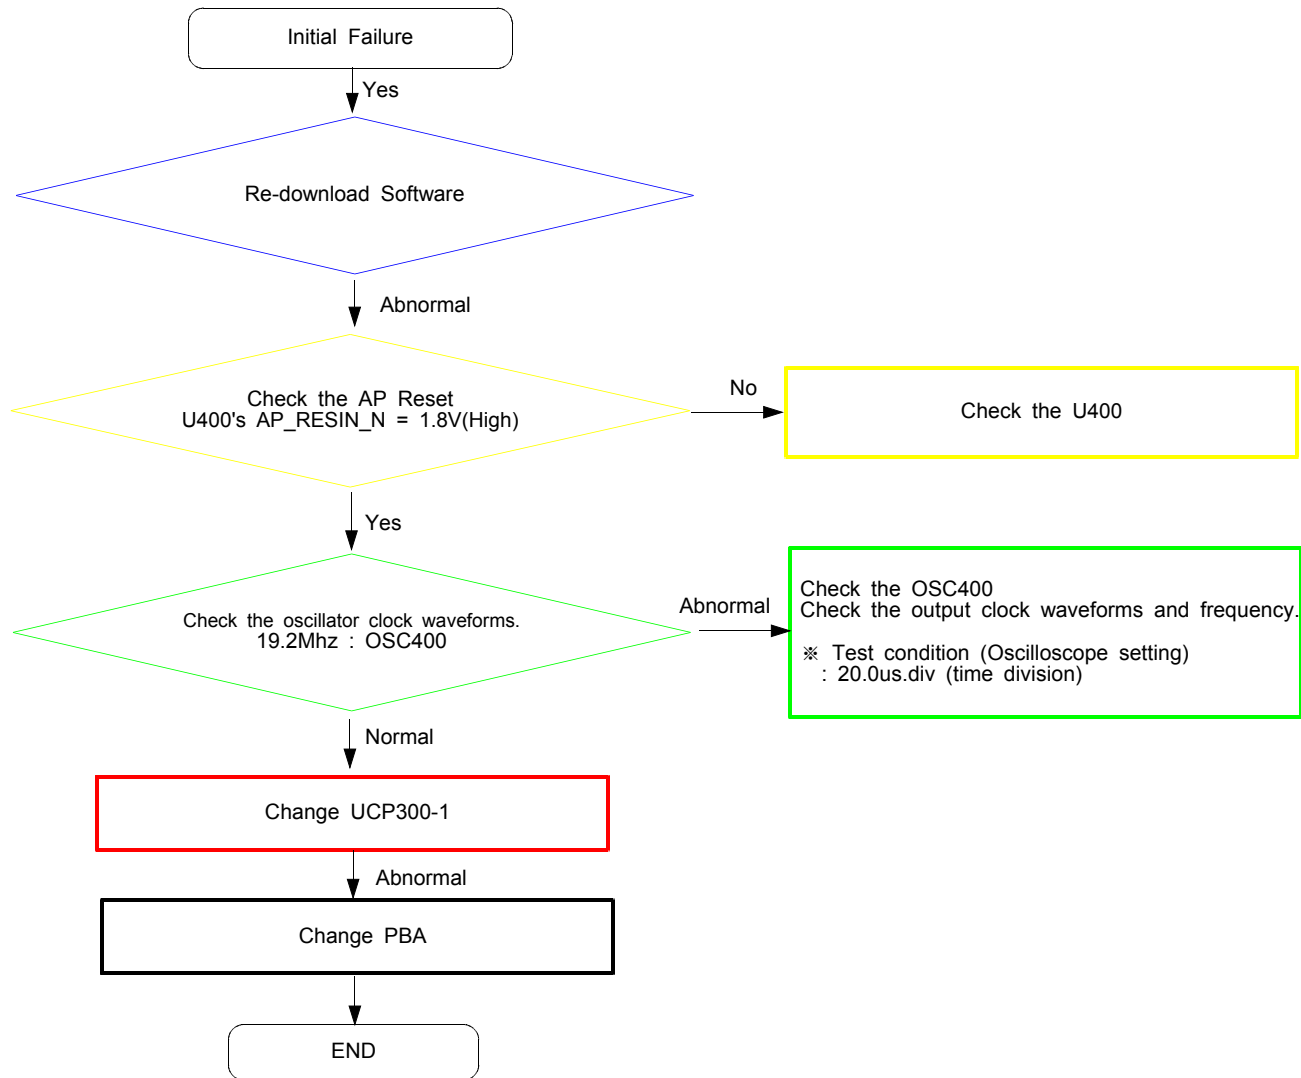 Initial Failure
Yes
Re-download Software
Abnormal
Check the AP Reset
U400's AP_RESIN_N = 1.8V(High)
No
Check the U400
Yes
Check the oscillator clock waveforms.
19.2Mhz : OSC400
Abnormal
Check the OSC400
Check the output clock waveforms and frequency.
※ Test condition (Oscilloscope setting)
: 20.0us.div (time division)
Normal
Change UCP300-1
Abnormal
Change PBA
END